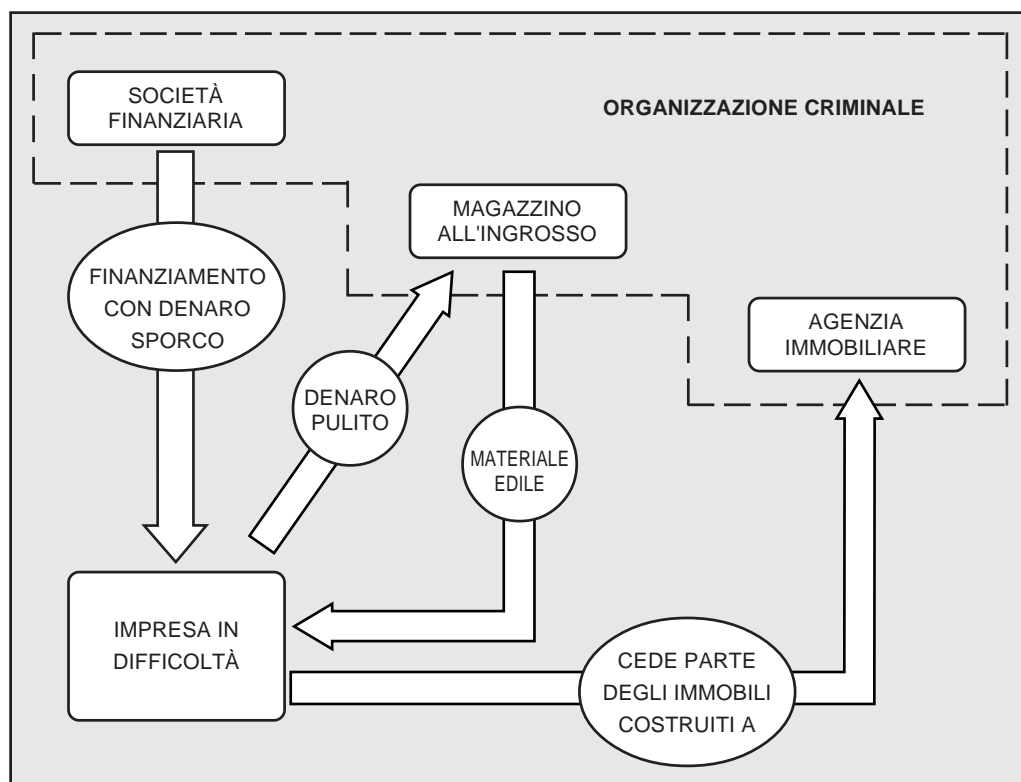 SOCIETÀ
FINANZIARIA
ORGANIZZAZIONE CRIMINALE
MAGAZZINO
ALL'INGROSSO
FINANZIAMENTO
CON DENARO
SPORCO
AGENZIA
IMMOBILIARE
DENARO
PULITO
MATERIALE
EDILE
IMPRESA IN
DIFFICOLTÀ
CEDE PARTE
DEGLI IMMOBILI
COSTRUITI A